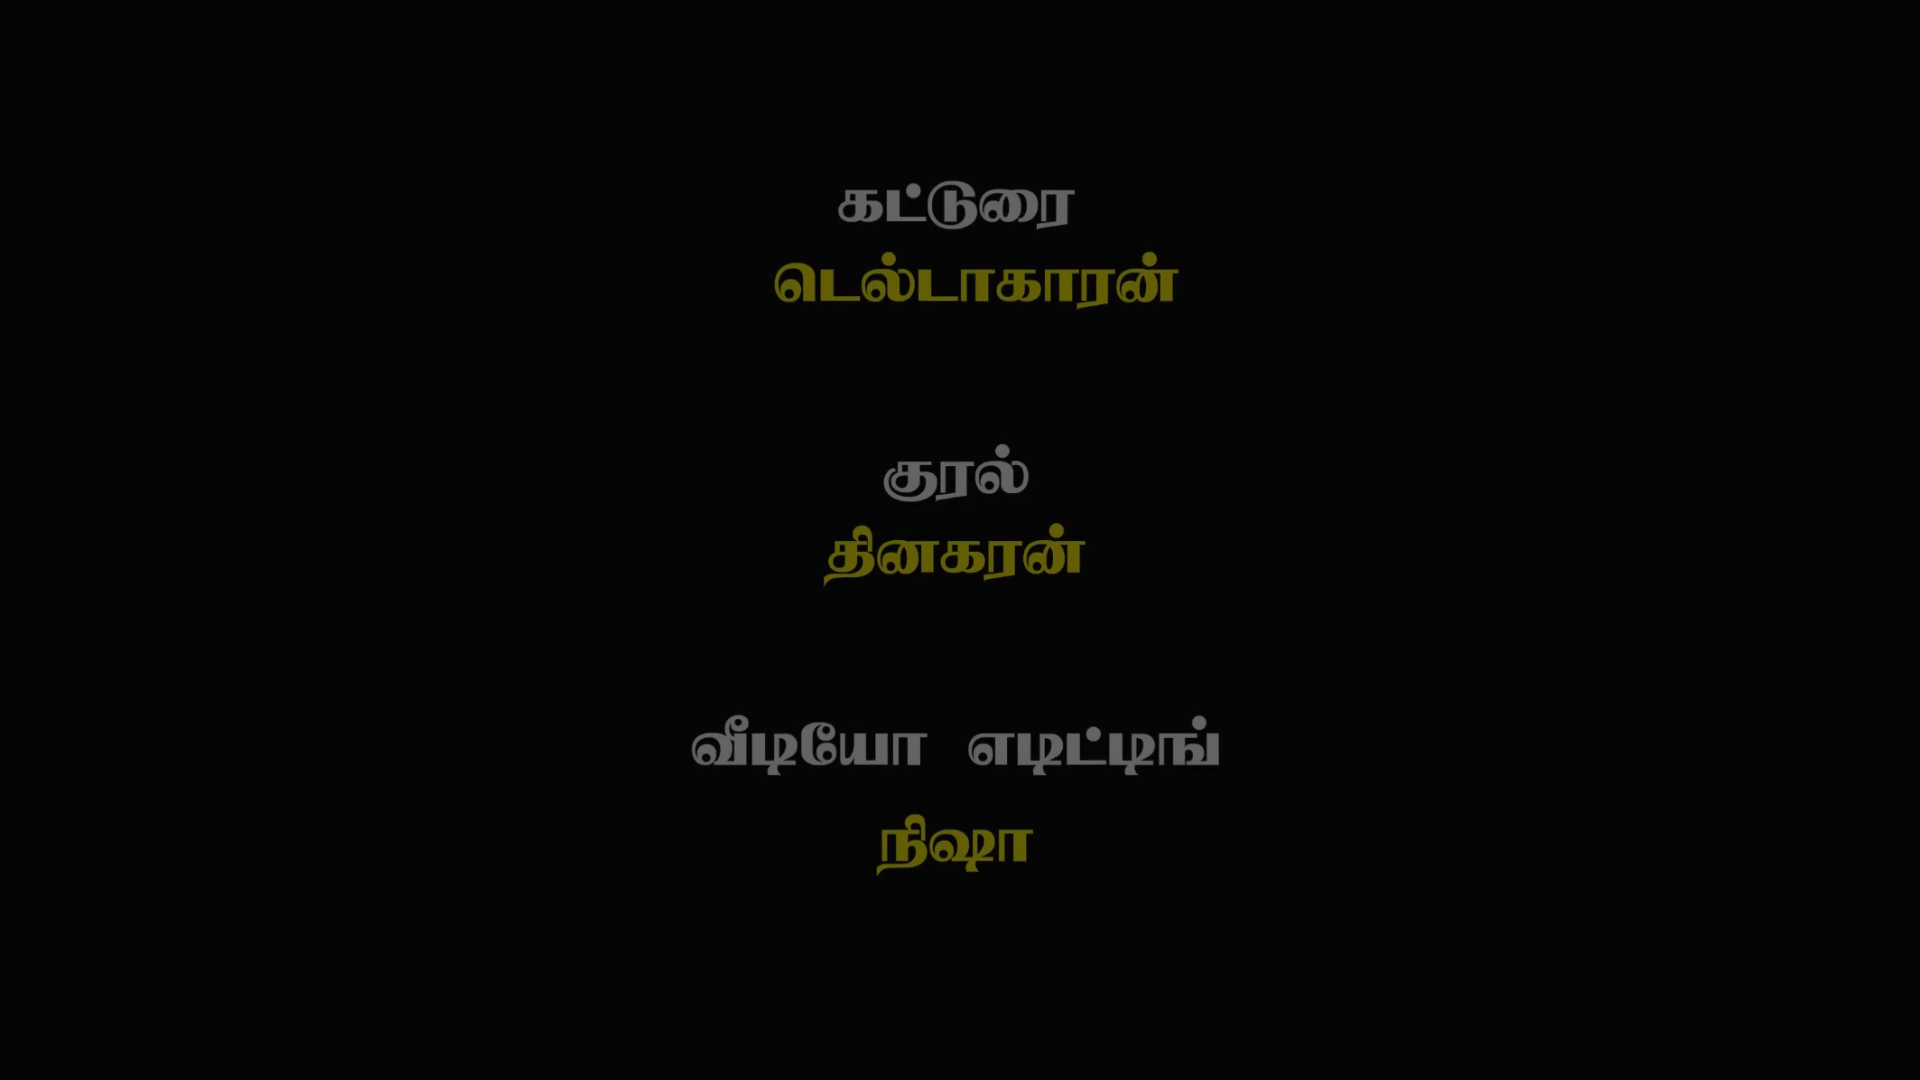 கட்டுரை
டெல்டாகாரன்
குரல்
தினகரன்
வீடியோ எடிட்டிங்
நிஷா